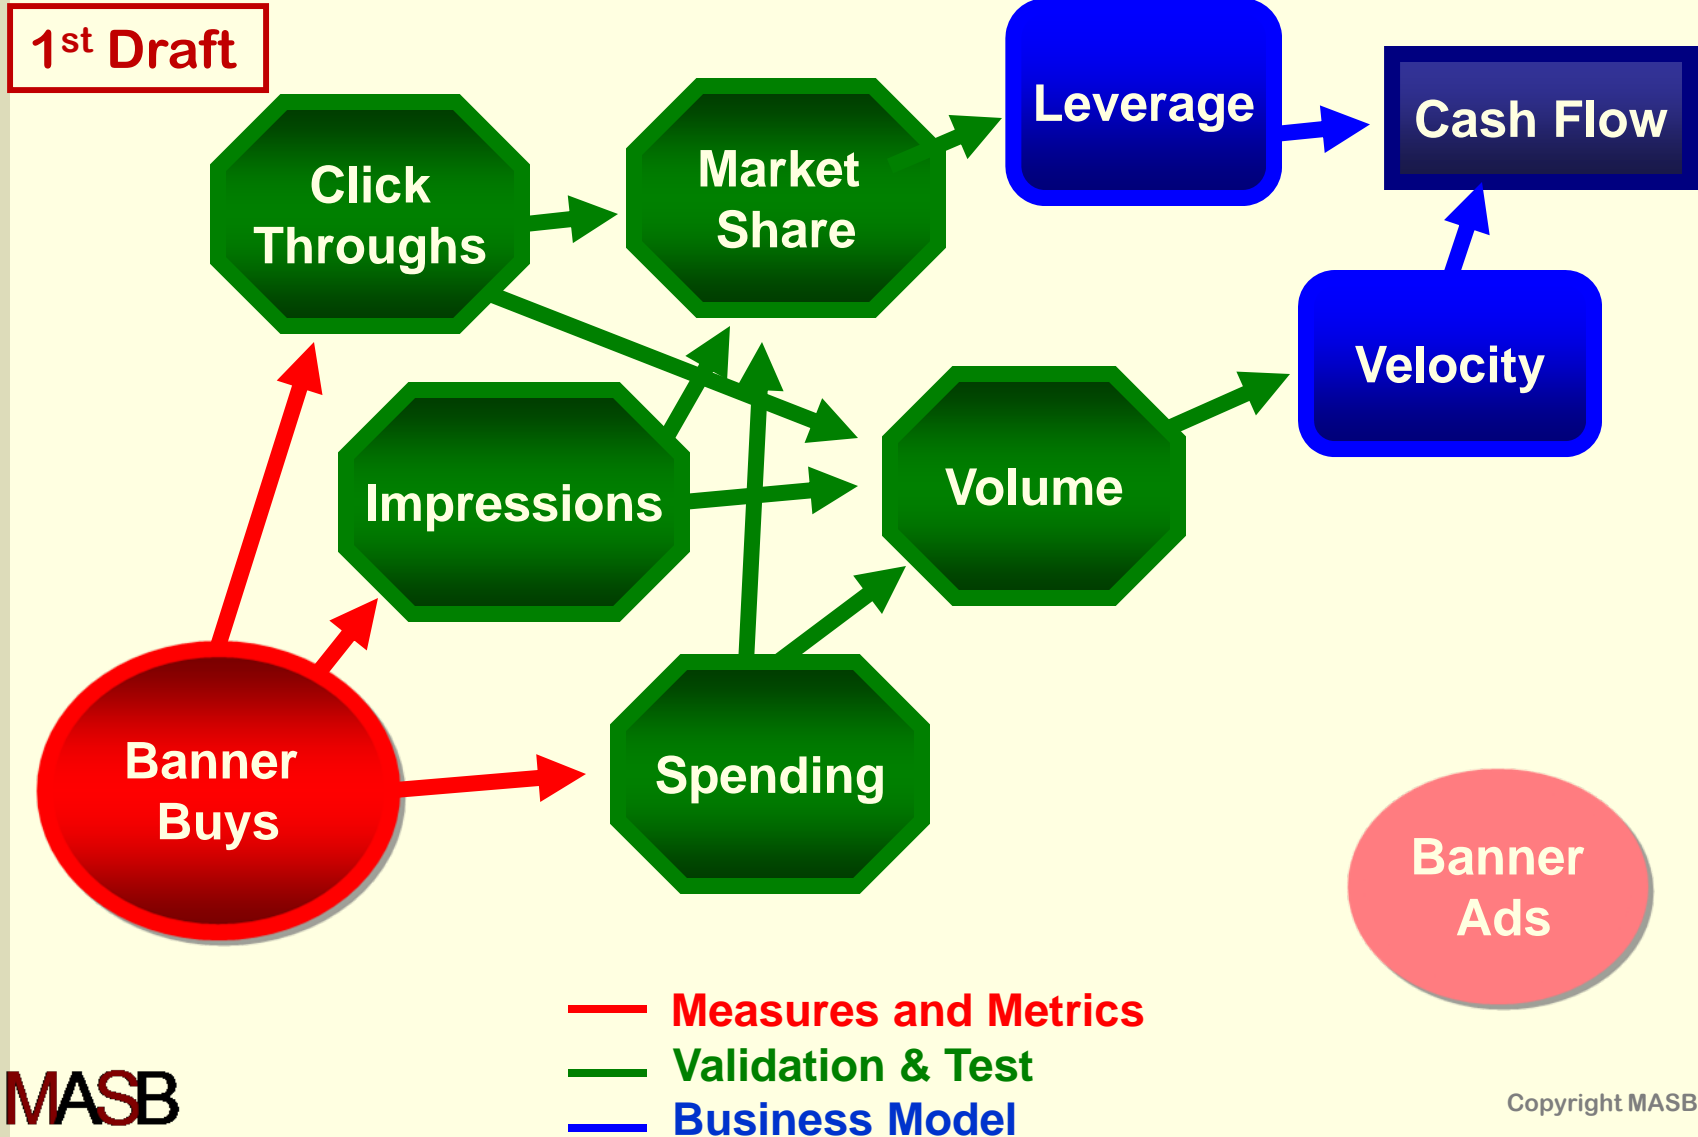 1st Draft
Leverage
Cash Flow
Click
Throughs
Market
Share
Velocity
Impressions
Volume
Banner
Buys
Spending
Banner
Ads
Measures and Metrics
Validation & Test
Business Model
MASB
Copyright MASB